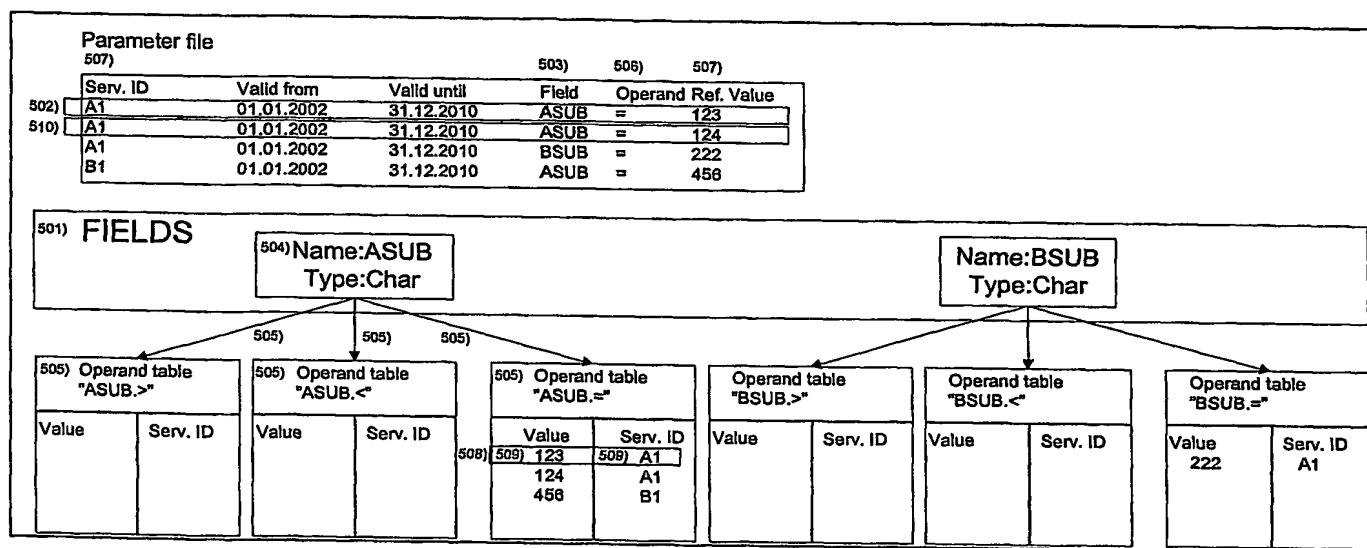 Parameter file
507) 503) 506) 507)
Serv. ID Valid from Valid until Field Operand Ref. Value
502) A1 01.01.2002 31.12.2010 ASUB = 123
510) A1 01.01.2002 31.12.2010 ASUB = 124
A1 01.01.2002 31.12.2010 BSUB = 222
B1 01.01.2002 31.12.2010 ASUB = 456
501) FIELDS
504) Name:ASUB
Type:Char
Name:BSUB
Type:Char
505) 505) 505)
505) Operand table
"ASUB.>"
Value Serv. ID
505) Operand table
"ASUB.<"
Value Serv. ID
505) Operand table
"ASUB.="
Value Serv. ID
508) 509) 123 509) A1
124 A1
456 B1
Operand table
"BSUB.>"
Value Serv. ID
Operand table
"BSUB.<"
Value Serv. ID
Operand table
"BSUB.="
Value Serv. ID
222 A1